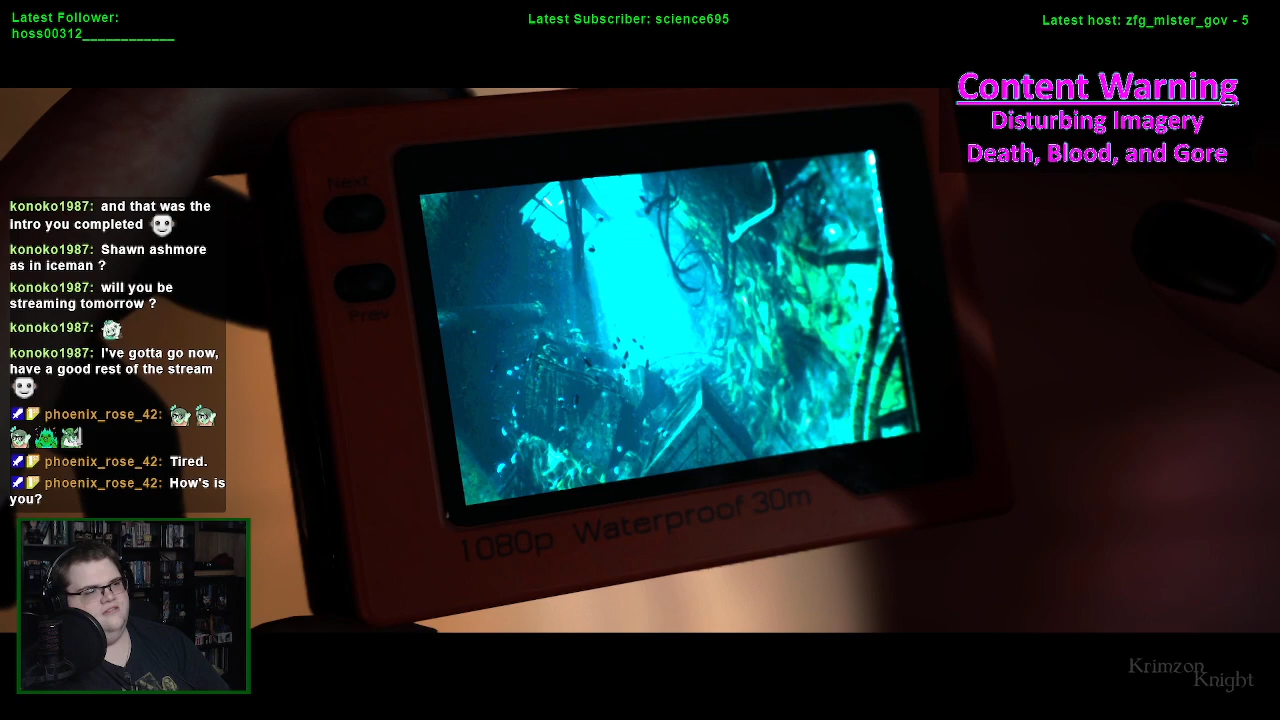 Latest Follower:
hoss00312____________
Latest Subscriber: science695
Latest host: zfg_mister_gov - 5
Content Warning
Disturbing Imagery
Death, Blood, and Gore
Next
Prev
1080p Waterproof 30m
konoko1987: and that was the
Intro you completed
konoko1987: Shawn ashmore
as in iceman ?
konoko1987: will you be
streaming tomorrow ?
konoko1987:
konoko1987: I've gotta go now,
have a good rest of the stream
phoenix_rose_42:
phoenix_rose_42: Tired.
phoenix_rose_42: How's is
you?
Krimzon
Knight